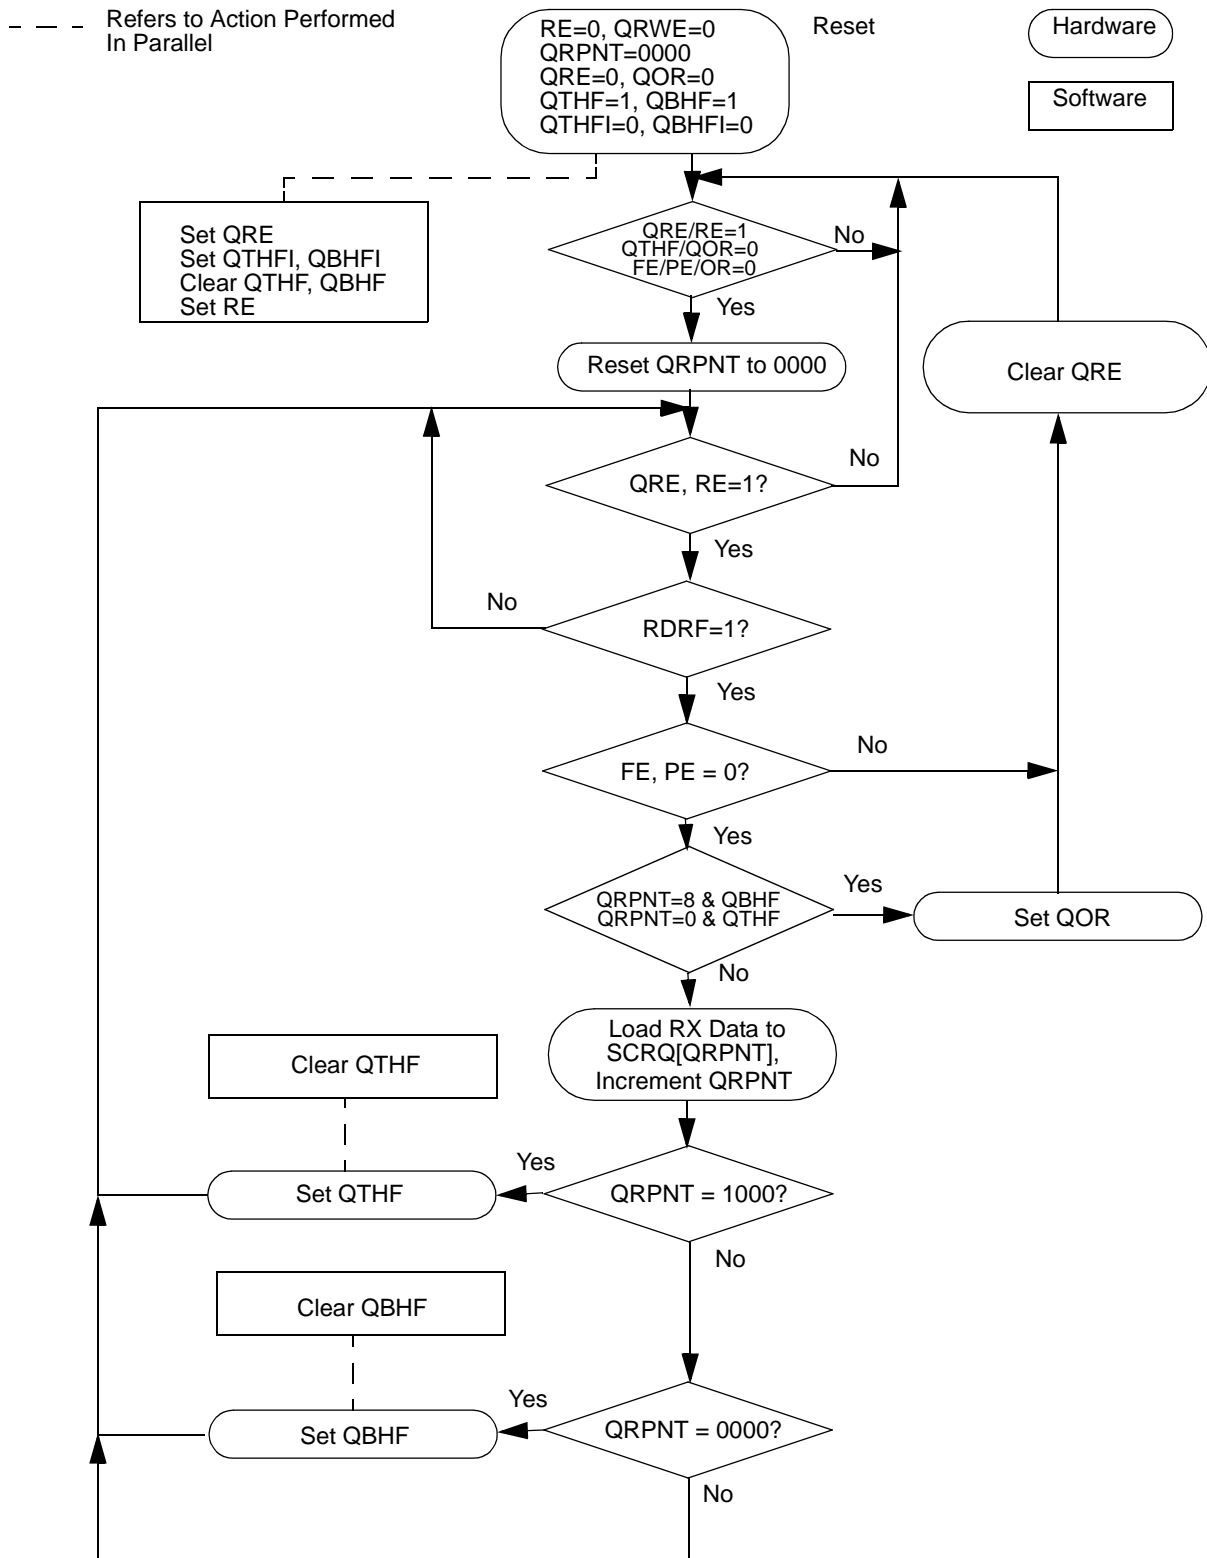 Refers to Action Performed
In Parallel
RE=0, QRWE=0
QRPNT=0000
QRE=0, QOR=0
QTHF=1, QBHF=1
QTHFI=0, QBHFI=0
Reset
Hardware
Software
Set QRE
Set QTHFI, QBHFI
Clear QTHF, QBHF
Set RE
QRE/RE=1
QTHF/QOR=0
FE/PE/OR=0
No
Yes
Reset QRPNT to 0000
Clear QRE
QRE, RE=1?
No
Yes
RDRF=1?
No
Yes
FE, PE = 0?
No
Yes
QRPNT=8 & QBHF
QRPNT=0 & QTHF
Yes
Set QOR
No
Load RX Data to
SCRQ[QRPNT],
Increment QRPNT
Clear QTHF
Set QTHF
Yes
QRPNT = 1000?
No
Clear QBHF
Set QBHF
Yes
QRPNT = 0000?
No